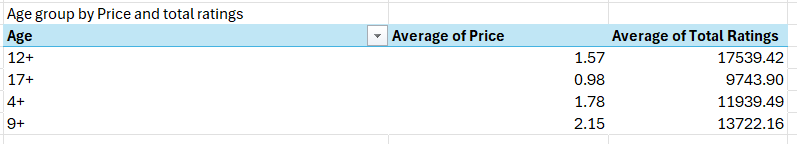 Age group by Price and total ratings
Age Average of Price Average of Total Ratings
12+ 1.57 17539.42
17+ 0.98 9743.90
4+ 1.78 11939.49
9+ 2.15 13722.16